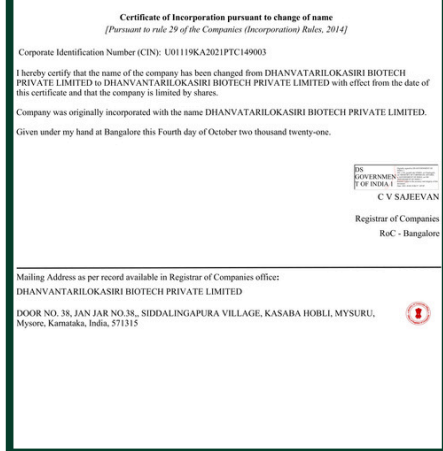 Certificate of Incorporation pursuant to change of name
[Pursuant to rule 29 of the Companies (Incorporation) Rules, 2014]
Corporate Identification Number (CIN): U01119KA2021PTC149003
I hereby certify that the name of the company has been changed from DHANVATARILOKASIRI BIOTECH
PRIVATE LIMITED to DHANVANTARILOKASIRI BIOTECH PRIVATE LIMITED with effect from the date of
this certificate and that the company is limited by shares.
Company was originally incorporated with the name DHANVATARILOKASIRI BIOTECH PRIVATE LIMITED.
Given under my hand at Bangalore this Fourth day of October two thousand twenty-one.
DS
GOVERNMEN
T OF INDIA 1
C V SAJEEVAN
Registrar of Companies
RoC - Bangalore
Mailing Address as per record available in Registrar of Companies office:
DHANVANTARILOKASIRI BIOTECH PRIVATE LIMITED
DOOR NO. 38, JAN JAR NO.38,, SIDDALINGAPURA VILLAGE, KASABA HOBLI, MYSURU,
Mysore, Karnataka, India, 571315